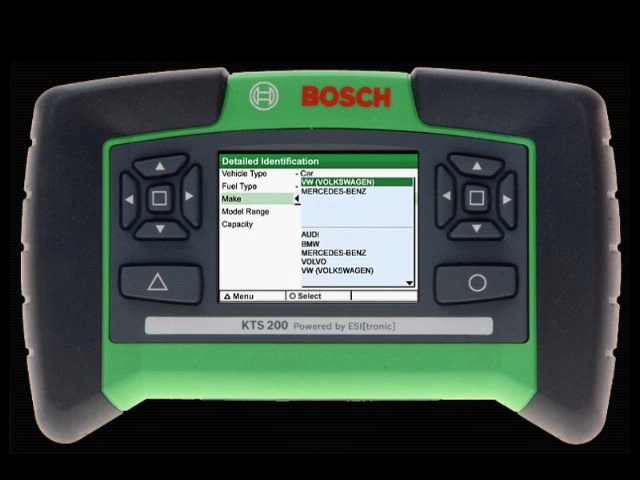 BOSCH
Detailed Identification
Vehicle Type - Car
Fuel Type -
Make
Model Range
Capacity
VW (VOLKSWAGEN)
MERCEDES-BENZ
AUDI
BMW
MERCEDES-BENZ
VOLVO
VW (VOLKSWAGEN)
Menu
Select
KTS 200 Powered by ESI[tronic]